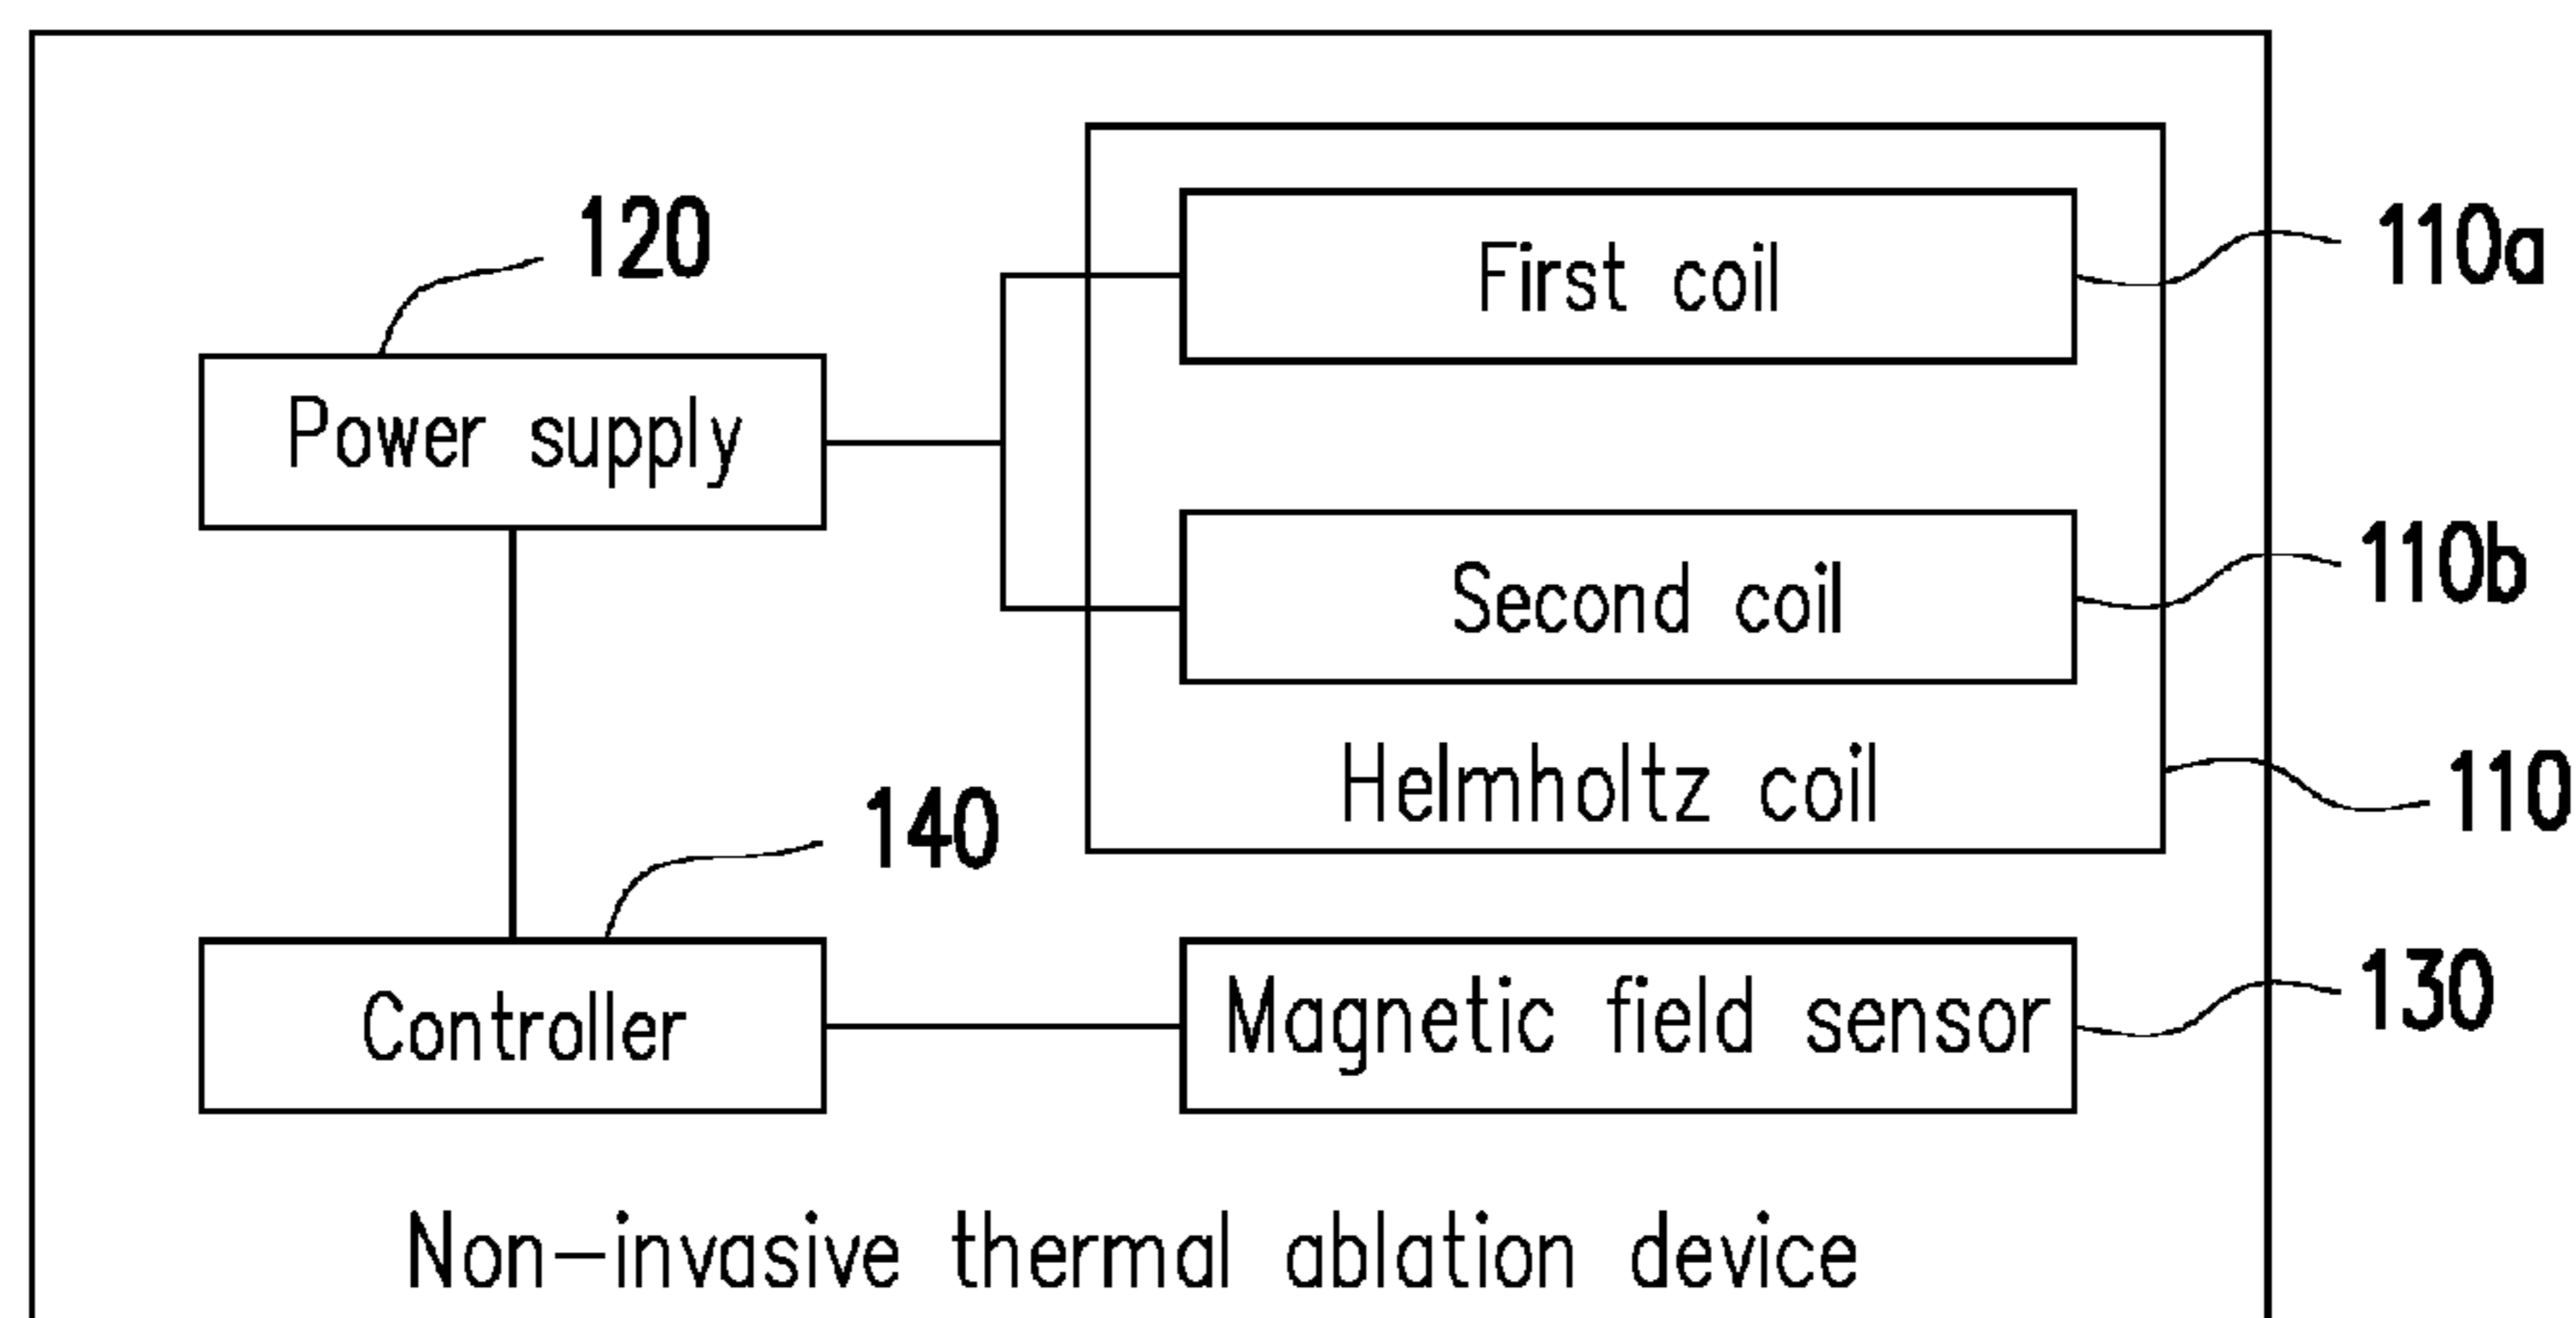 120
First coil
110a
Power supply
Second coil
110b
Helmholtz coil
110
140
Controller
Magnetic field sensor
130
Non-invasive thermal ablation device